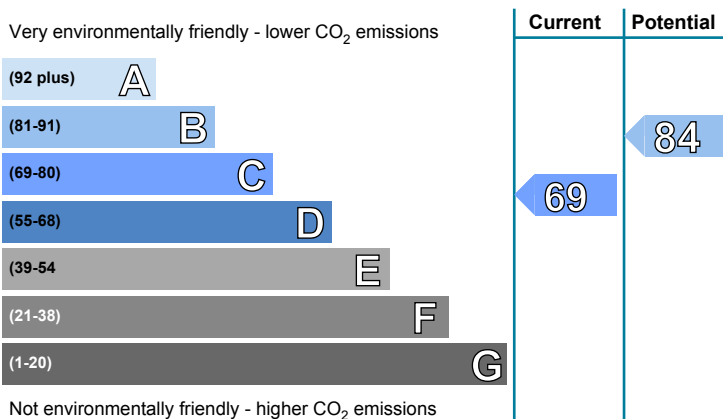 Very environmentally friendly - lower CO2 emissions
Current
Potential
(92 plus) A
(81-91) B
84
(69-80) C
69
(55-68) D
(39-54 E
(21-38) F
(1-20) G
Not environmentally friendly - higher CO2 emissions